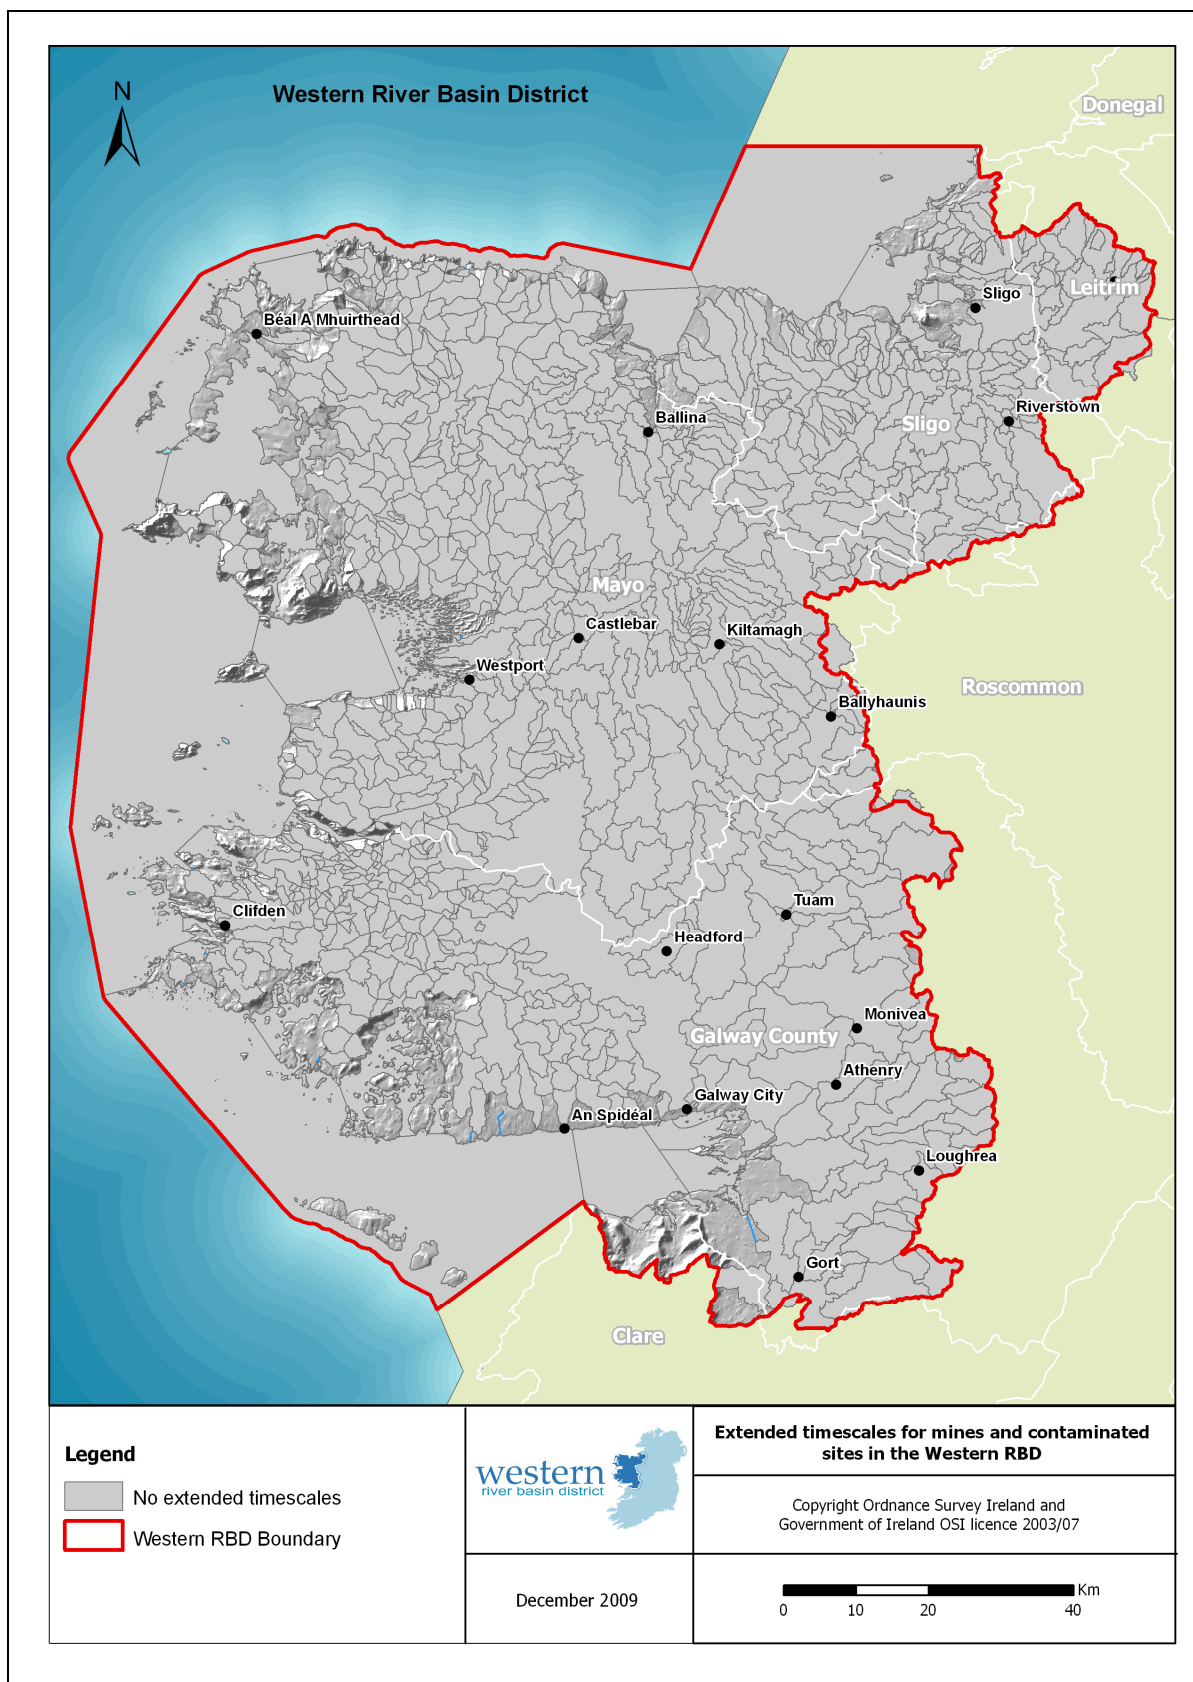 N
Western River Basin District
Donegal
Leitrim
Sligo
Béal A Mhuirthead
Riverstown
Ballina
Sligo
Mayo
Castlebar
Kiltamagh
Westport
Roscommon
Ballyhaunis
Tuam
Clifden
Headford
Monivea
Galway County
Athenry
Galway City
An Spidéal
Loughrea
Gort
Clare
Legend
No extended timescales
Western RBD Boundary
western
river basin district
December 2009
Extended timescales for mines and contaminated
sites in the Western RBD
Copyright Ordnance Survey Ireland and
Government of Ireland OSI licence 2003/07
Km
0 10 20 40